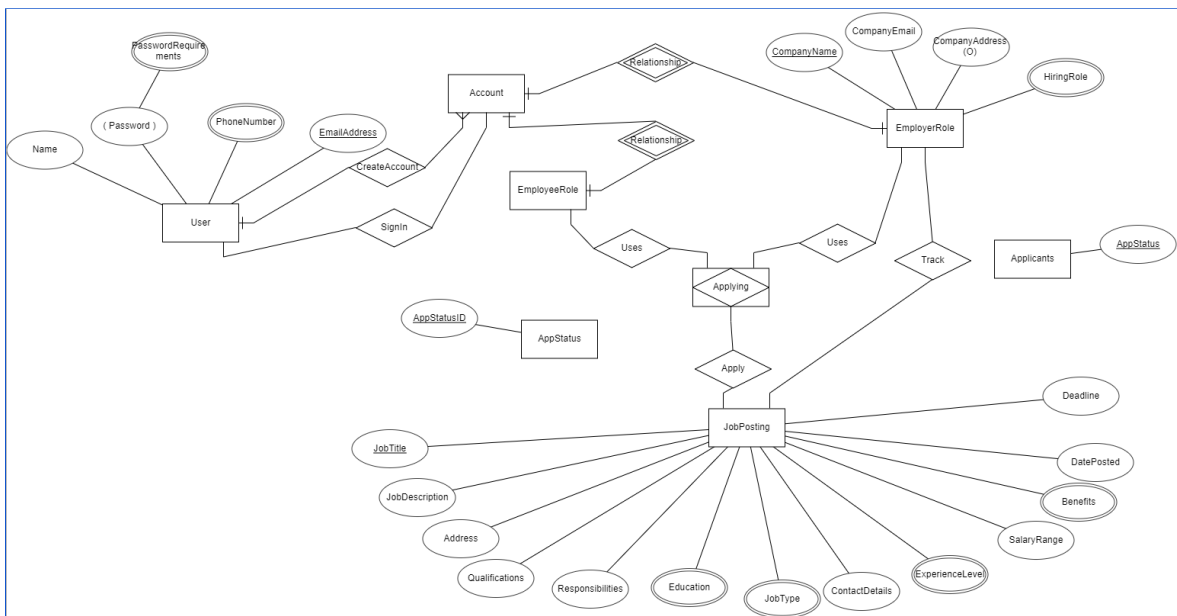 PasswordRequire
ments
( Password )
PhoneNumber
EmailAddress
Name
User
CreateAccount
SignIn
Account
Relationship
Relationship
EmployeeRole
CompanyName
CompanyEmail
CompanyAddress
(O)
HiringRole
EmployerRole
Uses
Uses
Track
Applicants
AppStatus
Applying
AppStatusID
AppStatus
Apply
JobPosting
Deadline
JobTitle
DatePosted
JobDescription
Benefits
Address
SalaryRange
Qualifications
Responsibilities
Education
JobType
ContactDetails
ExperienceLevel